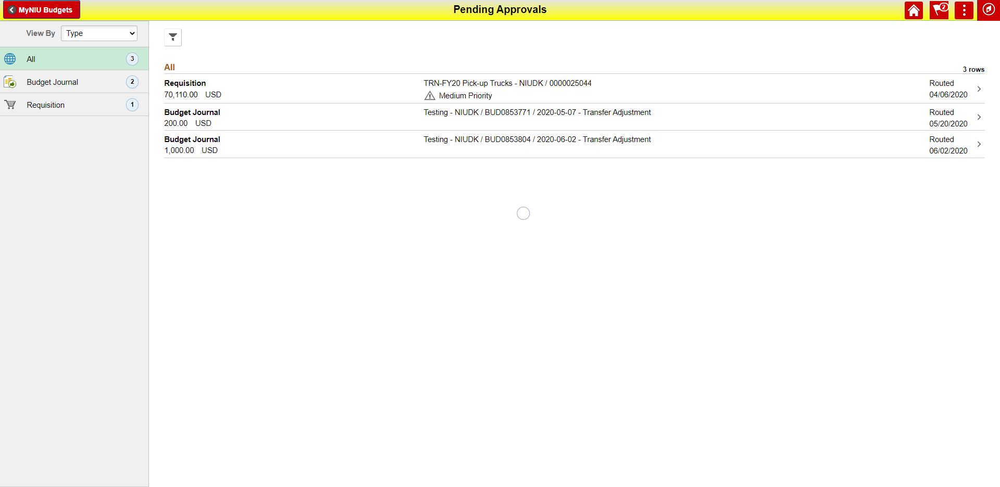 MyNIU Budgets
Pending Approvals
2
View By
Type
All
3
Budget Journal
2
Requisition
1
All
3 rows
Requisition
TRN-FY20 Pick-up Trucks - NIUDK / 0000025044
Routed
70,110.00 USD
Medium Priority
04/06/2020
Budget Journal
Testing - NIUDK / BUD0853771 / 2020-05-07 - Transfer Adjustment
Routed
200.00 USD
05/20/2020
Budget Journal
Testing - NIUDK / BUD0853804 / 2020-06-02 - Transfer Adjustment
Routed
1,000.00 USD
06/02/2020